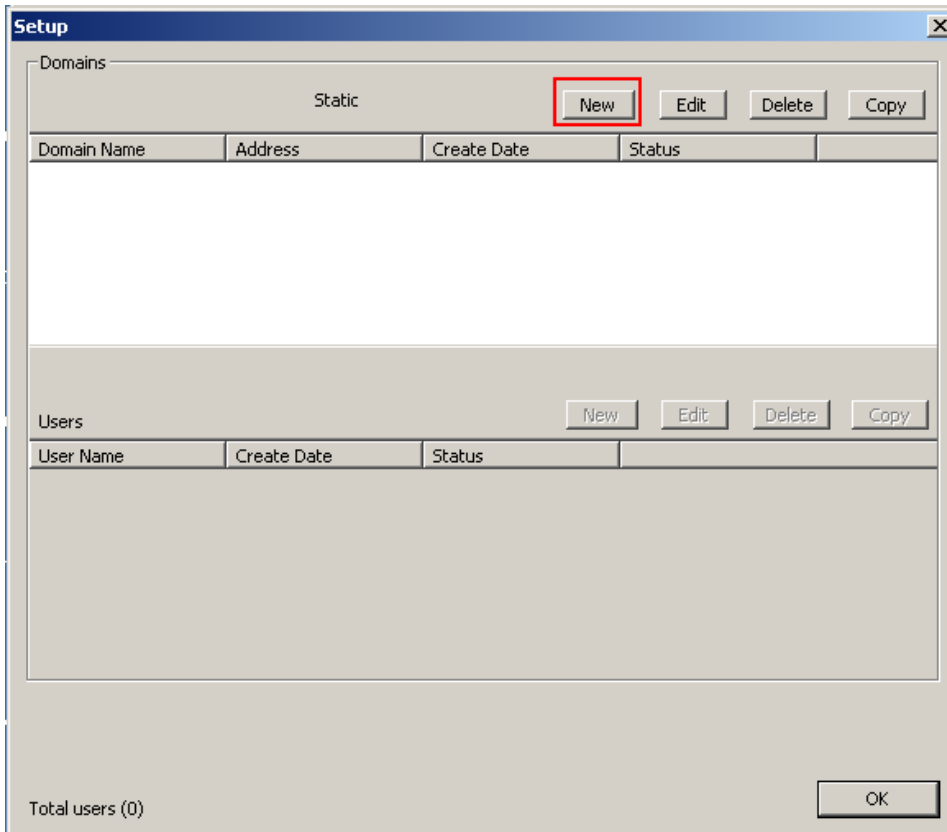 Setup
Domains
Static New Edit Delete Copy
Domain Name Address Create Date Status
Users New Edit Delete Copy
User Name Create Date Status
Total users (0) OK